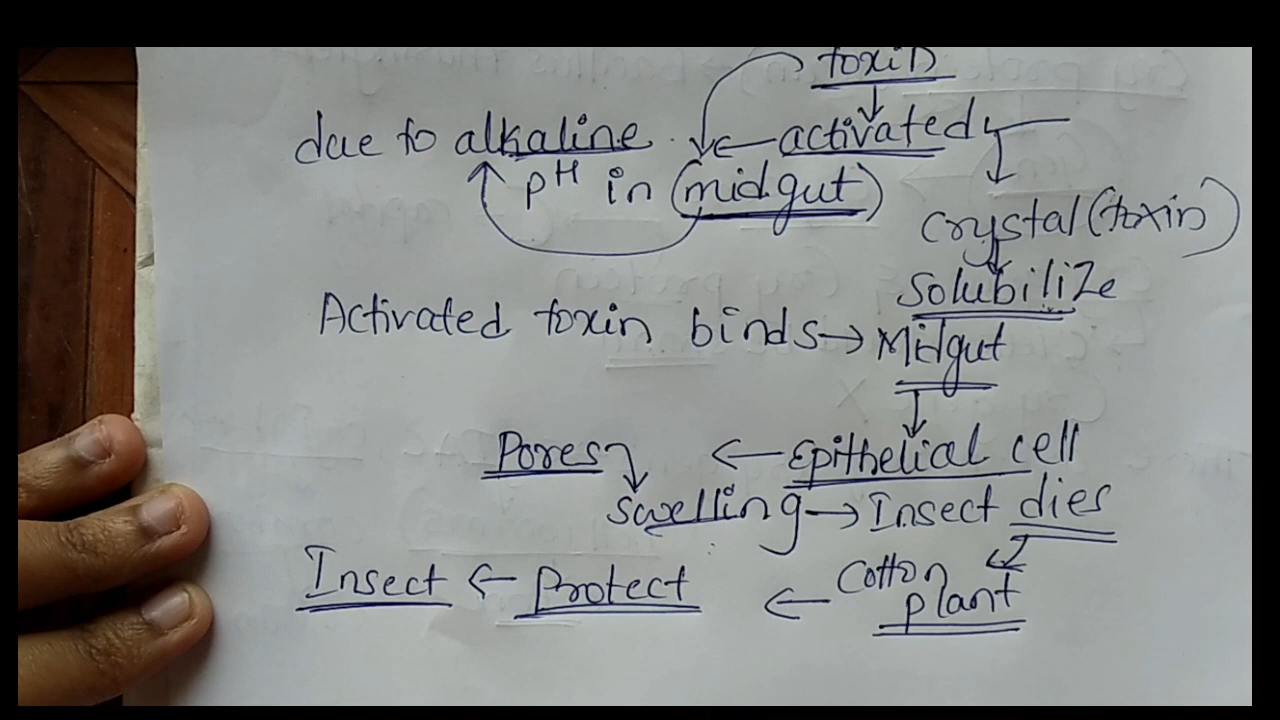 toxin
due to alkaline ← activated
pH in (midgut)
Crystal (toxin)
Solubilize
Activated toxin binds → Midgut
Pores ← Epithelial cell
Swelling → Insect dies
Insect ← Protect ← Cotton
plant